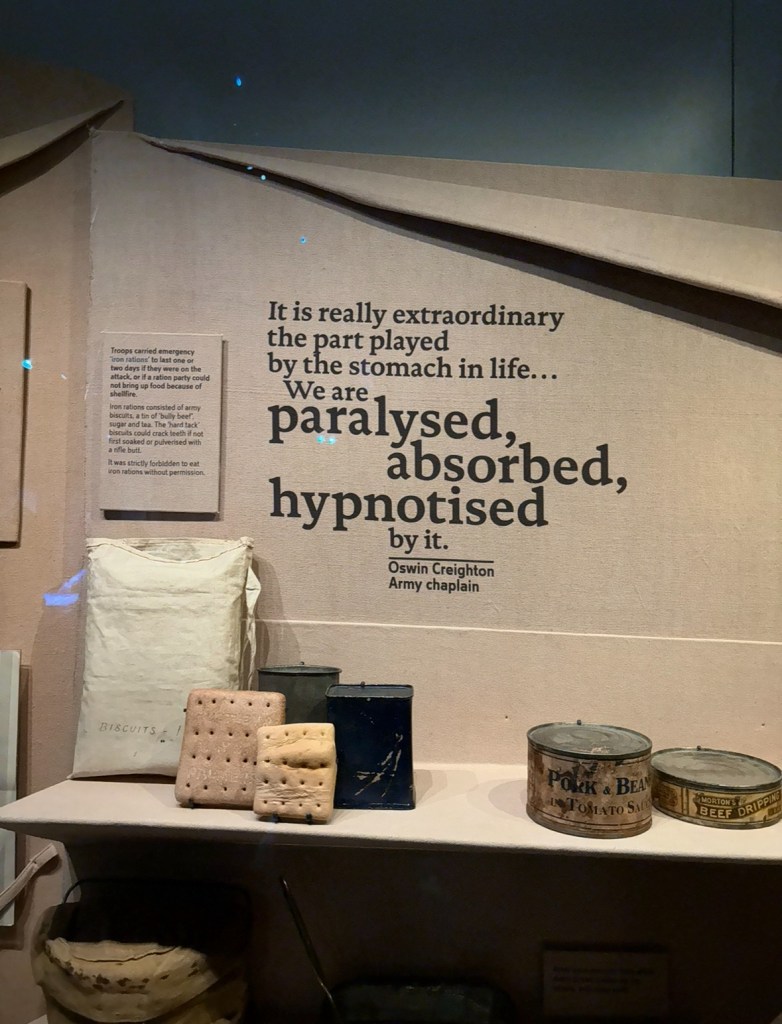 It is really extraordinary
the part played
by the stomach in life...
We are
paralysed,
absorbed,
hypnotised
by it.
Oswin Creighton
Army chaplain
Troops carried emergency
'iron rations' to last one or
two days if they were on the
attack, or if a ration party could
not bring up food because of
shellfire.
Iron rations consisted of army
biscuits, a tin of 'bully beef',
sugar and tea. The 'hard tack'
biscuits could crack teeth if not
first soaked or pulverised with
a rifle butt.
It was strictly forbidden to eat
iron rations without permission.
BISCUITS
PORK & BEAN
IN TOMATO
MORTON'S
BEEF DRIPPING